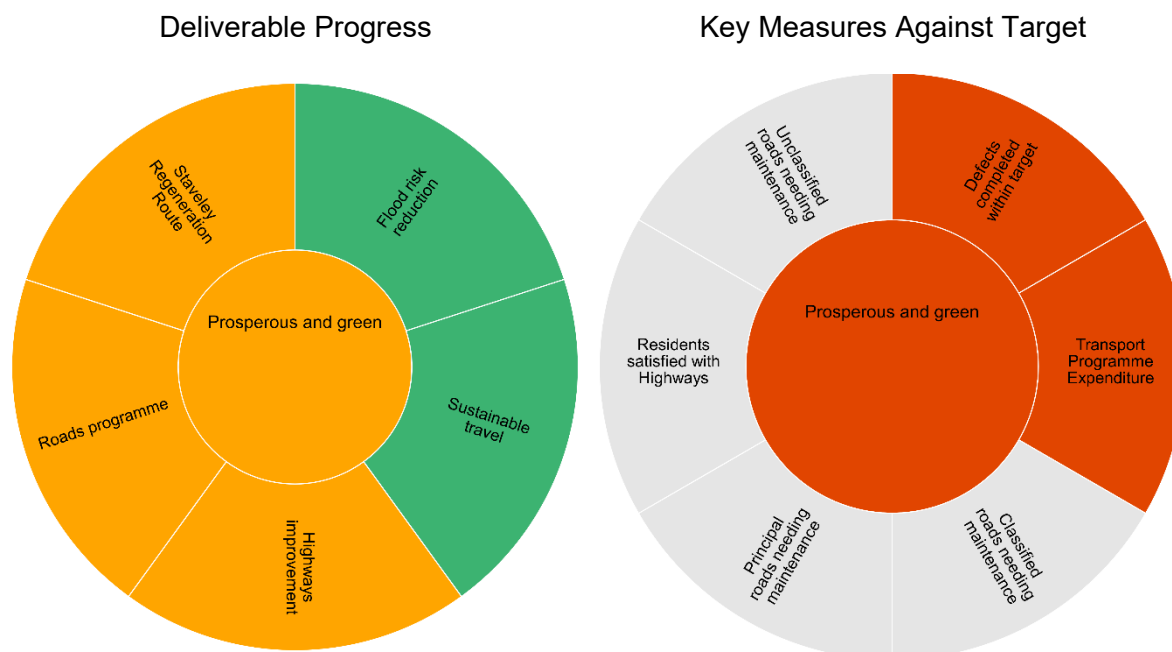 Deliverable Progress
Staveley
Regeneration
Route
Flood risk
reduction
Prosperous and green
Roads programme
Sustainable
travel
Highways
improvement
Key Measures Against Target
Unclassified
roads needing
maintenance
Defects
completed
within target
Prosperous and green
Residents
satisfied with
Highways
Transport
Programme
Expenditure
Principal
roads needing
maintenance
Classified
roads needing
maintenance